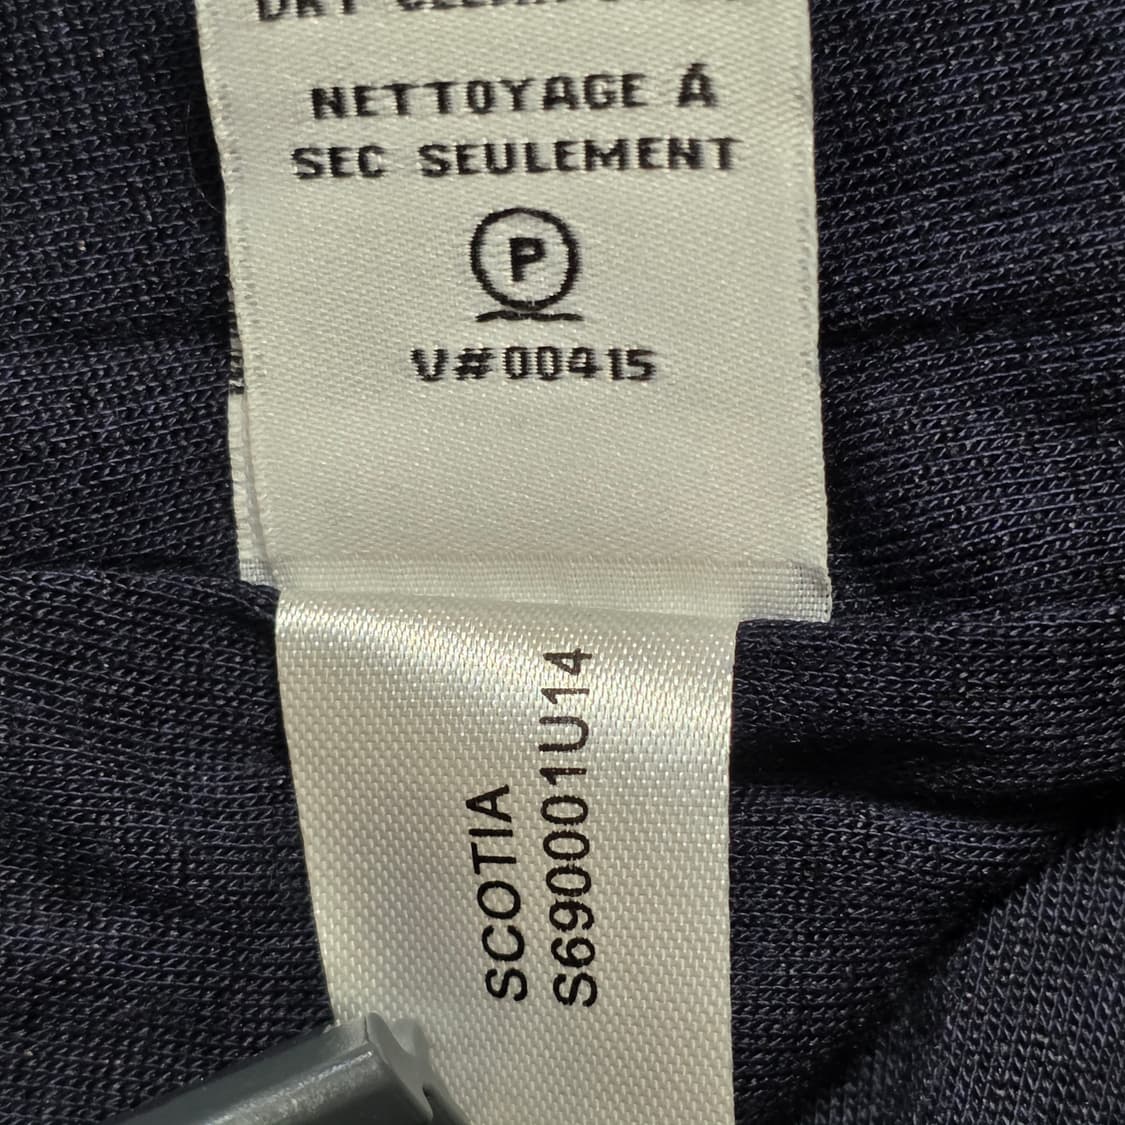 NETTOYAGE À
SEC SEULEMENT
P
V#00415
SCOTIA
S690001U14